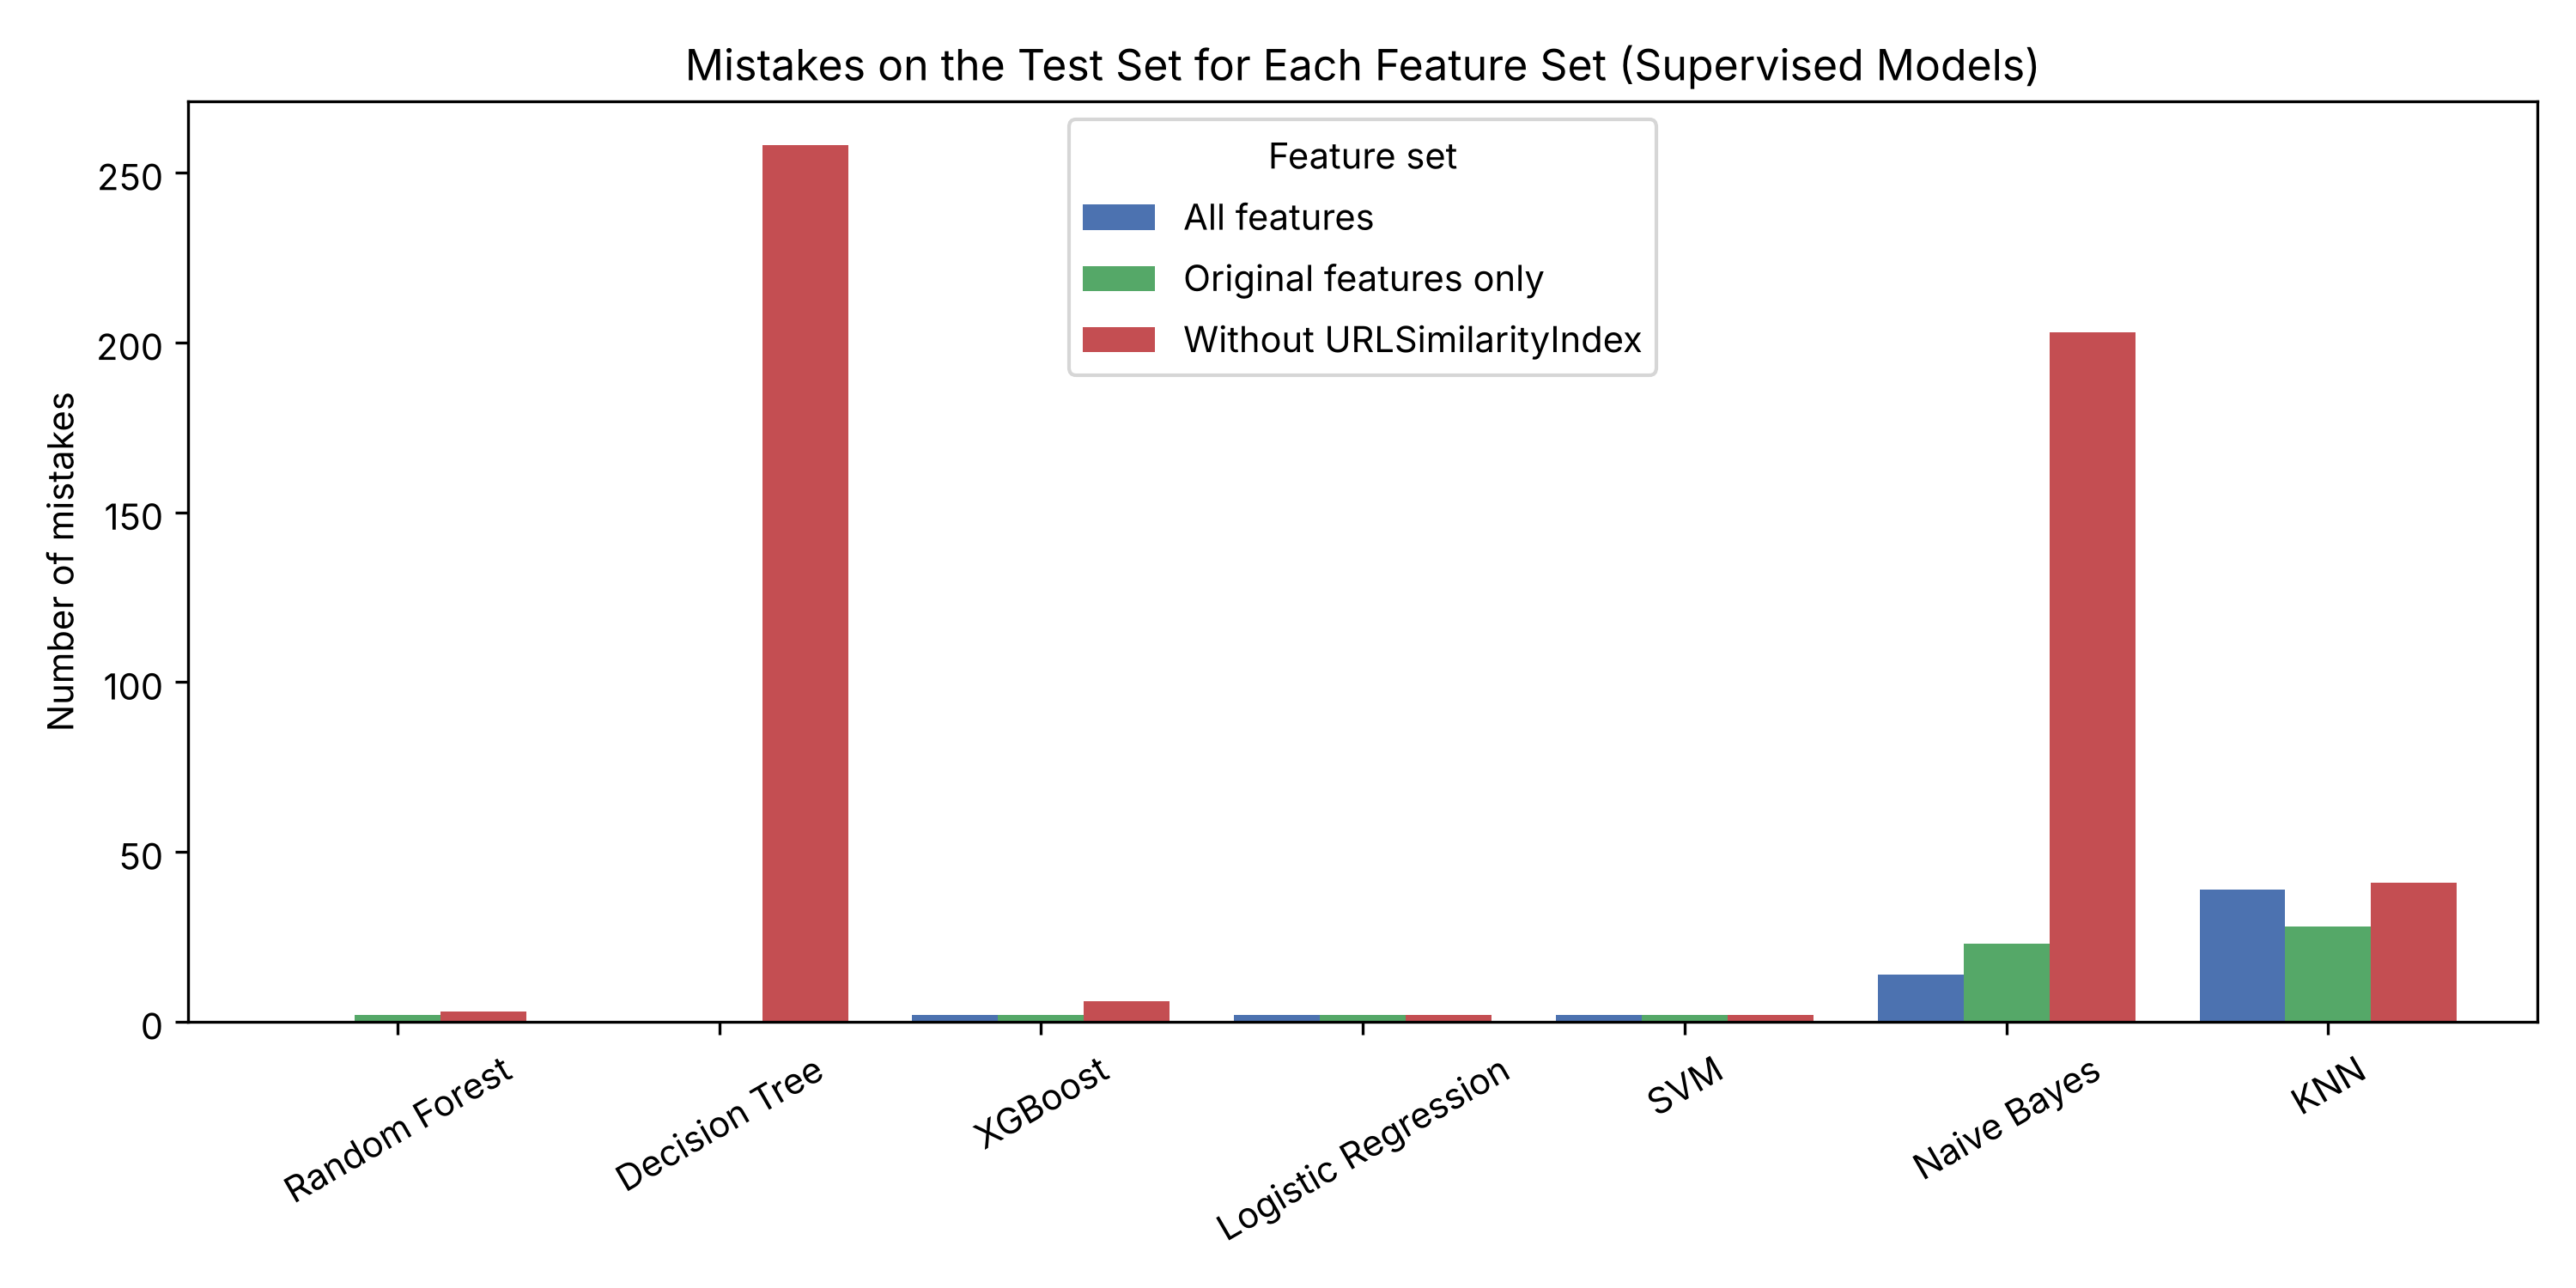 Mistakes on the Test Set for Each Feature Set (Supervised Models)
Feature set
All features
Original features only
Without URLSimilarityIndex
Number of mistakes
250
200
150
100
50
0
Random Forest
Decision Tree
XGBoost
Logistic Regression
SVM
Naive Bayes
KNN